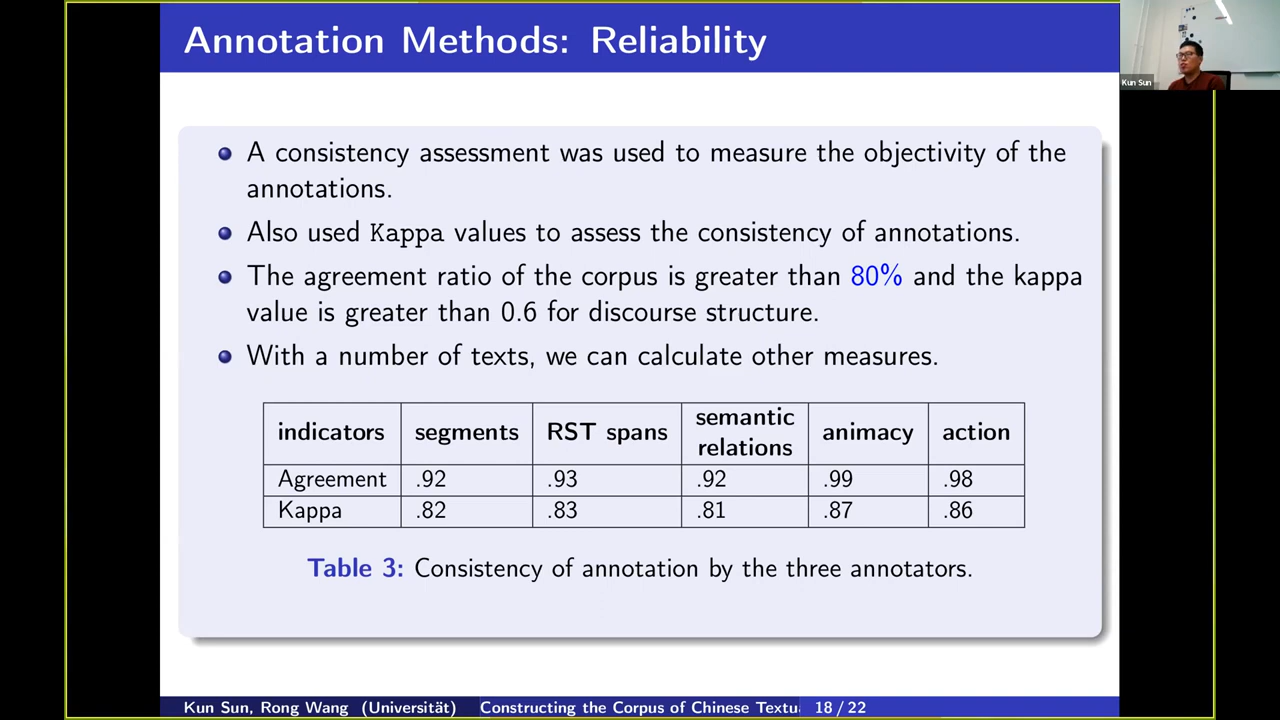 Annotation Methods: Reliability
Kun Sun
A consistency assessment was used to measure the objectivity of the
annotations.
Also used Kappa values to assess the consistency of annotations.
The agreement ratio of the corpus is greater than 80% and the kappa
value is greater than 0.6 for discourse structure.
With a number of texts, we can calculate other measures.
indicators segments RST spans semantic relations animacy action
Agreement .92 .93 .92 .99 .98
Kappa .82 .83 .81 .87 .86
Table 3: Consistency of annotation by the three annotators.
Kun Sun, Rong Wang (Universität) Constructing the Corpus of Chinese Textu 18 / 22